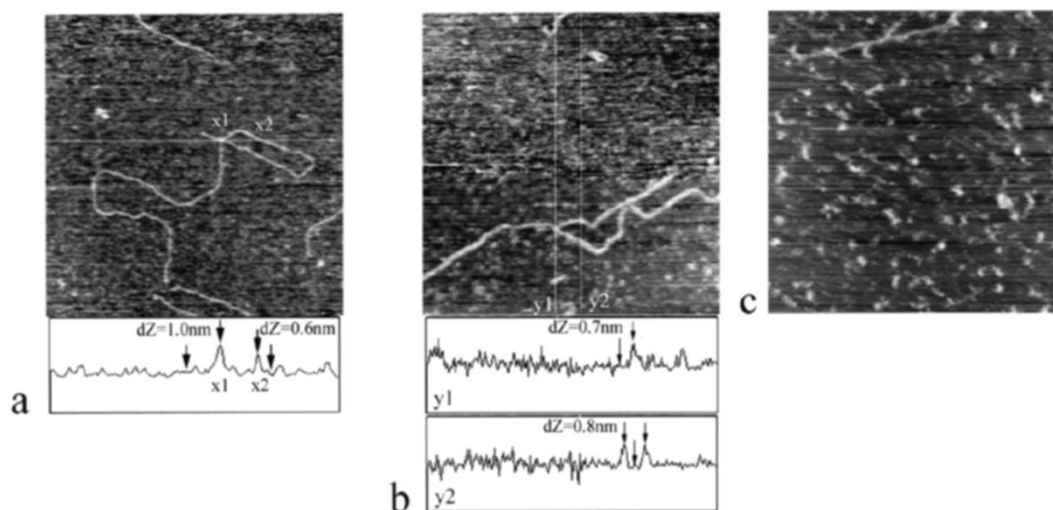 x1 x2
dZ=1.0nm dZ=0.6nm
x1 x2
a
y1 y2
dZ=0.7nm
y1
dZ=0.8nm
y2
b
c